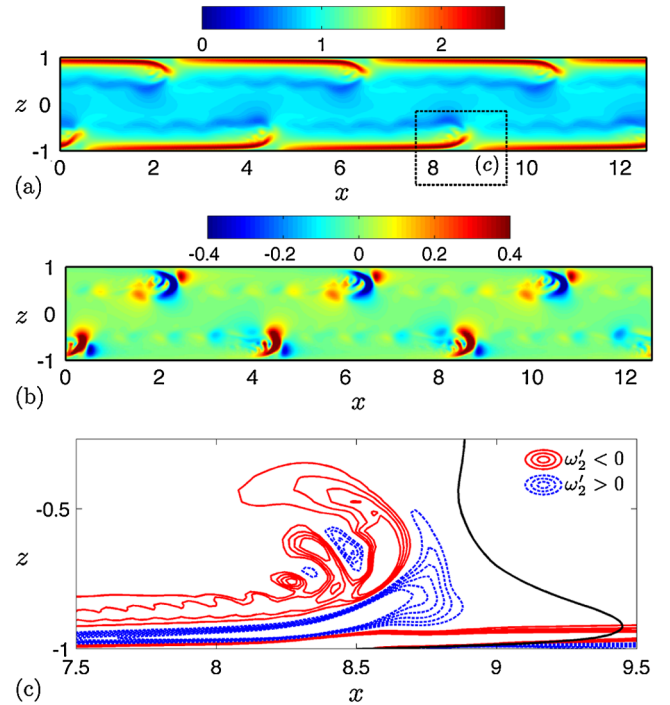 0 1 2
1
z 0
-1
0 2 4 6 8 (c) 10 12
(a) x
-0.4 -0.2 0 0.2 0.4
1
z 0
-1
0 2 4 6 8 10 12
(b) x
ω′₂ < 0
-0.5 ω′₂ > 0
z
-1
7.5 8 8.5 9 9.5
(c) x